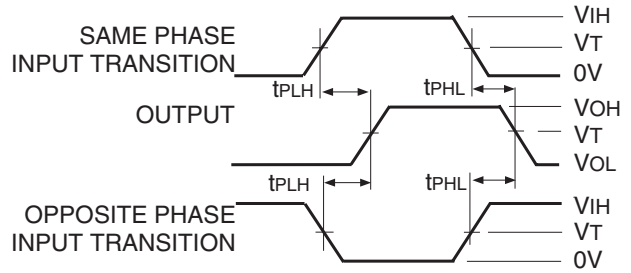 SAME PHASE
INPUT TRANSITION
VIH
VT
0V
tPLH
tPHL
OUTPUT
VOH
VT
VOL
tPLH
tPHL
OPPOSITE PHASE
INPUT TRANSITION
VIH
VT
0V